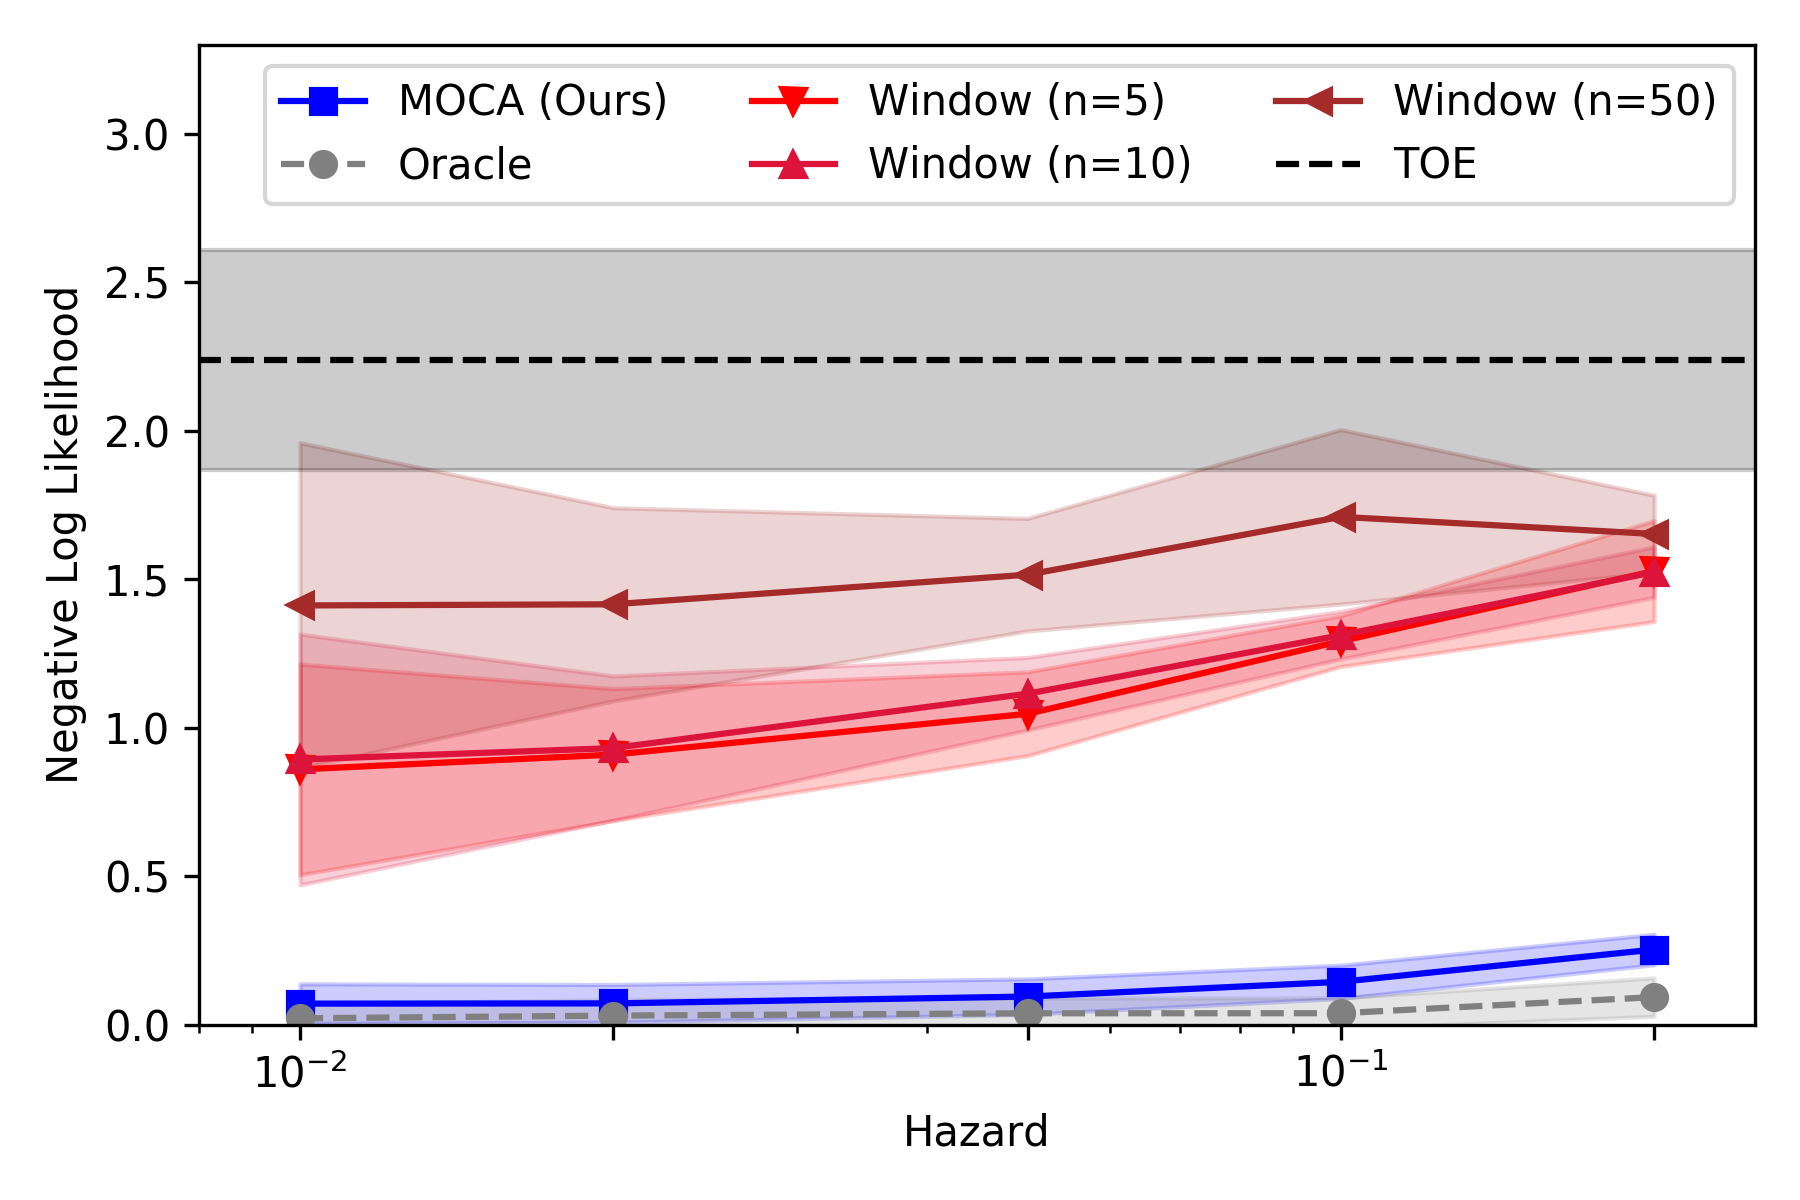 MOCA (Ours)
Oracle
Window (n=5)
Window (n=10)
Window (n=50)
TOE
Negative Log Likelihood
3.0
2.5
2.0
1.5
1.0
0.5
0.0
10⁻²
10⁻¹
Hazard